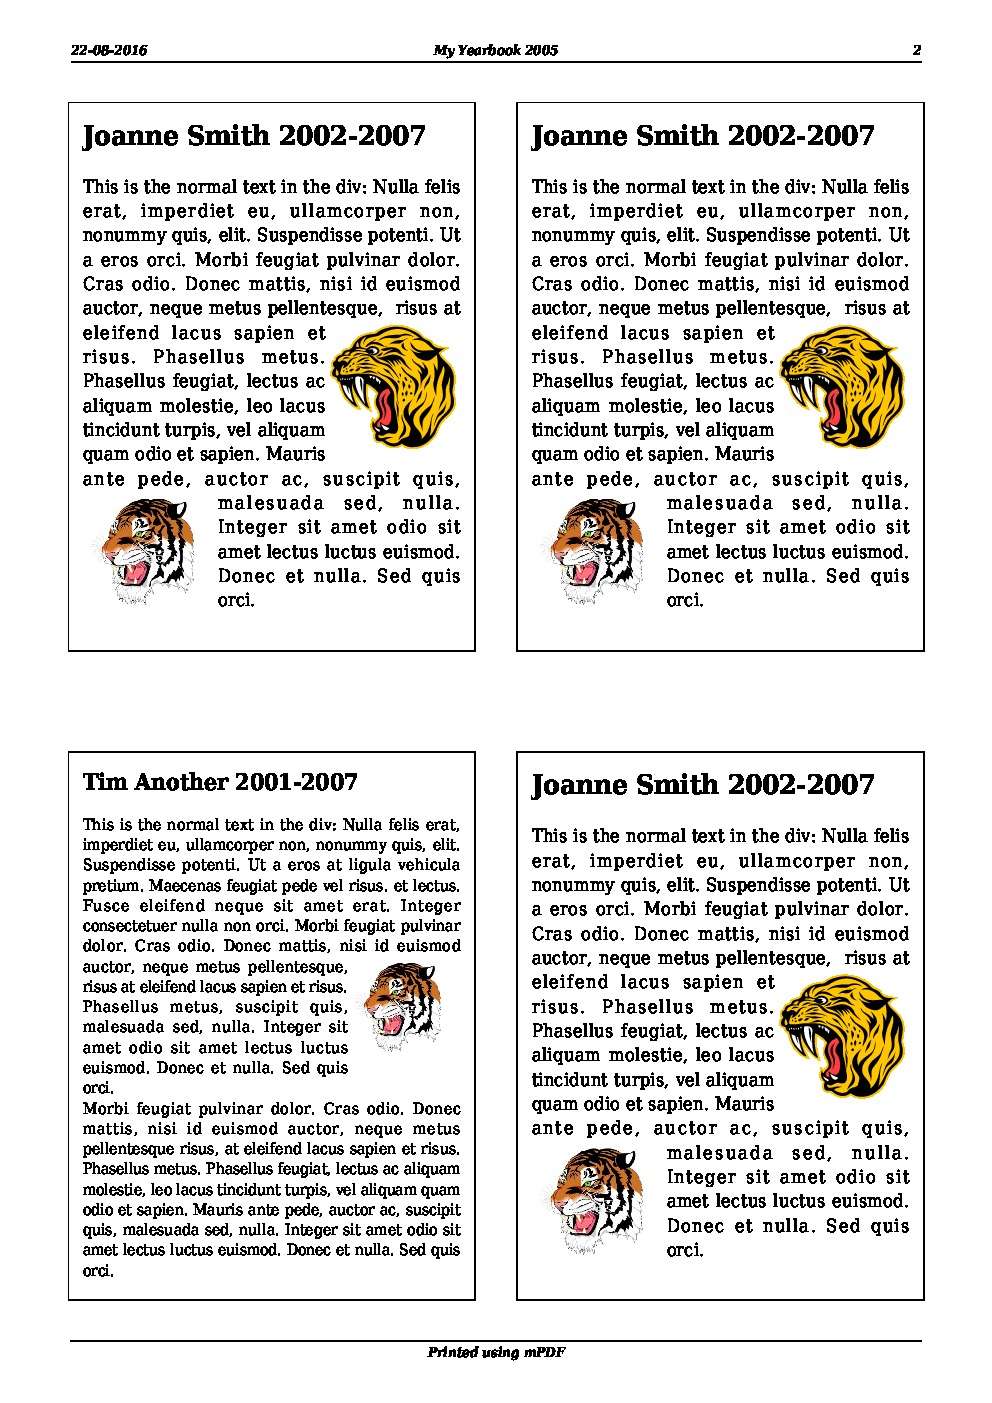 22-08-2016 My Yearbook 2005 2
Joanne Smith 2002-2007
This is the normal text in the div: Nulla felis
erat, imperdiet eu, ullamcorper non,
nonummy quis, elit. Suspendisse potenti. Ut
a eros orci. Morbi feugiat pulvinar dolor.
Cras odio. Donec mattis, nisi id euismod
auctor, neque metus pellentesque, risus at
eleifend lacus sapien et
risus. Phasellus metus.
Phasellus feugiat, lectus ac
aliquam molestie, leo lacus
tincidunt turpis, vel aliquam
quam odio et sapien. Mauris
ante pede, auctor ac, suscipit quis,
malesuada sed, nulla.
Integer sit amet odio sit
amet lectus luctus euismod.
Donec et nulla. Sed quis
orci.
Joanne Smith 2002-2007
This is the normal text in the div: Nulla felis
erat, imperdiet eu, ullamcorper non,
nonummy quis, elit. Suspendisse potenti. Ut
a eros orci. Morbi feugiat pulvinar dolor.
Cras odio. Donec mattis, nisi id euismod
auctor, neque metus pellentesque, risus at
eleifend lacus sapien et
risus. Phasellus metus.
Phasellus feugiat, lectus ac
aliquam molestie, leo lacus
tincidunt turpis, vel aliquam
quam odio et sapien. Mauris
ante pede, auctor ac, suscipit quis,
malesuada sed, nulla.
Integer sit amet odio sit
amet lectus luctus euismod.
Donec et nulla. Sed quis
orci.
Tim Another 2001-2007
This is the normal text in the div: Nulla felis erat,
imperdiet eu, ullamcorper non, nonummy quis, elit.
Suspendisse potenti. Ut a eros at ligula vehicula
pretium. Maecenas feugiat pede vel risus. et lectus.
Fusce eleifend neque sit amet erat. Integer
consectetuer nulla non orci. Morbi feugiat pulvinar
dolor. Cras odio. Donec mattis, nisi id euismod
auctor, neque metus pellentesque,
risus at eleifend lacus sapien et risus.
Phasellus metus, suscipit quis,
malesuada sed, nulla. Integer sit
amet odio sit amet lectus luctus
euismod. Donec et nulla. Sed quis
orci.
Morbi feugiat pulvinar dolor. Cras odio. Donec
mattis, nisi id euismod auctor, neque metus
pellentesque risus, at eleifend lacus sapien et risus.
Phasellus metus. Phasellus feugiat, lectus ac aliquam
molestie, leo lacus tincidunt turpis, vel aliquam quam
odio et sapien. Mauris ante pede, auctor ac, suscipit
quis, malesuada sed, nulla. Integer sit amet odio sit
amet lectus luctus euismod. Donec et nulla. Sed quis
orci.
Joanne Smith 2002-2007
This is the normal text in the div: Nulla felis
erat, imperdiet eu, ullamcorper non,
nonummy quis, elit. Suspendisse potenti. Ut
a eros orci. Morbi feugiat pulvinar dolor.
Cras odio. Donec mattis, nisi id euismod
auctor, neque metus pellentesque, risus at
eleifend lacus sapien et
risus. Phasellus metus.
Phasellus feugiat, lectus ac
aliquam molestie, leo lacus
tincidunt turpis, vel aliquam
quam odio et sapien. Mauris
ante pede, auctor ac, suscipit quis,
malesuada sed, nulla.
Integer sit amet odio sit
amet lectus luctus euismod.
Donec et nulla. Sed quis
orci.
Printed using mPDF